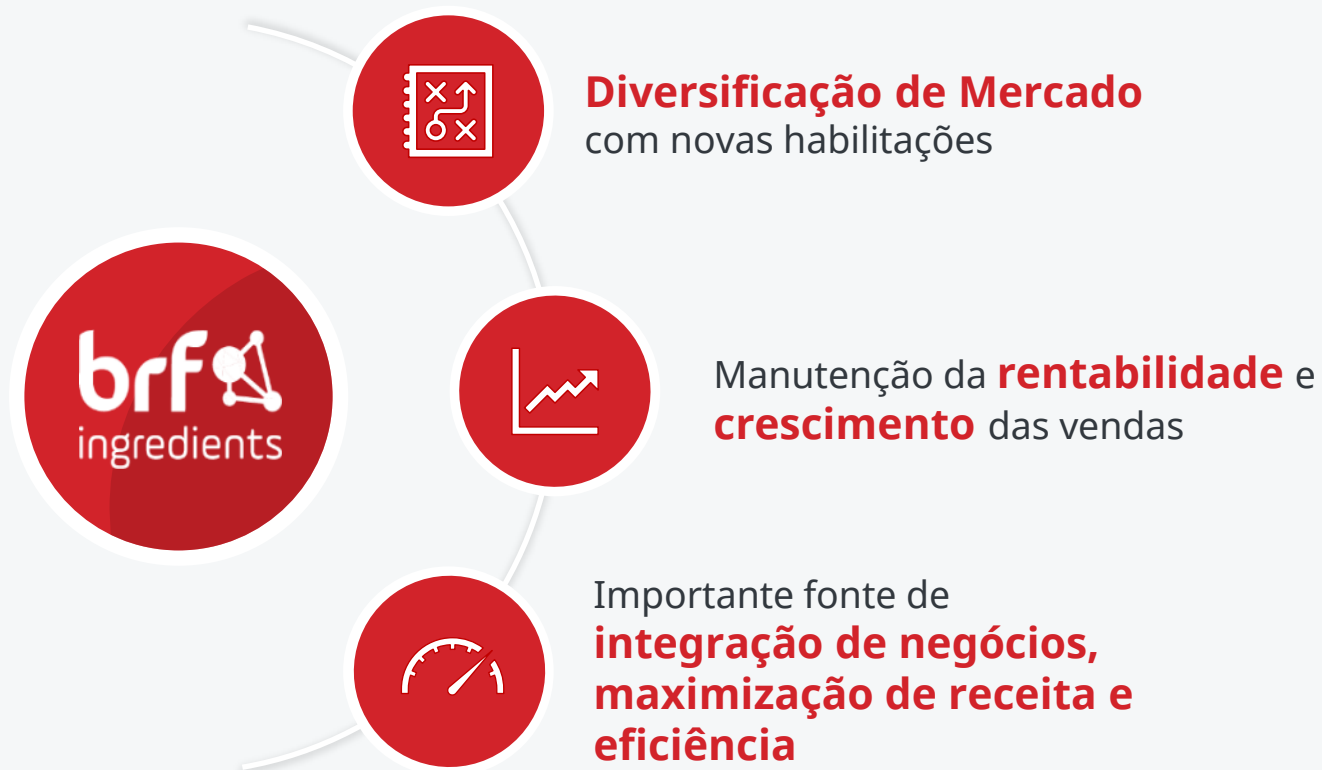 Diversificação de Mercado
com novas habilitações
brf
ingredients
Manutenção da rentabilidade e
crescimento das vendas
Importante fonte de
integração de negócios,
maximização de receita e
eficiência